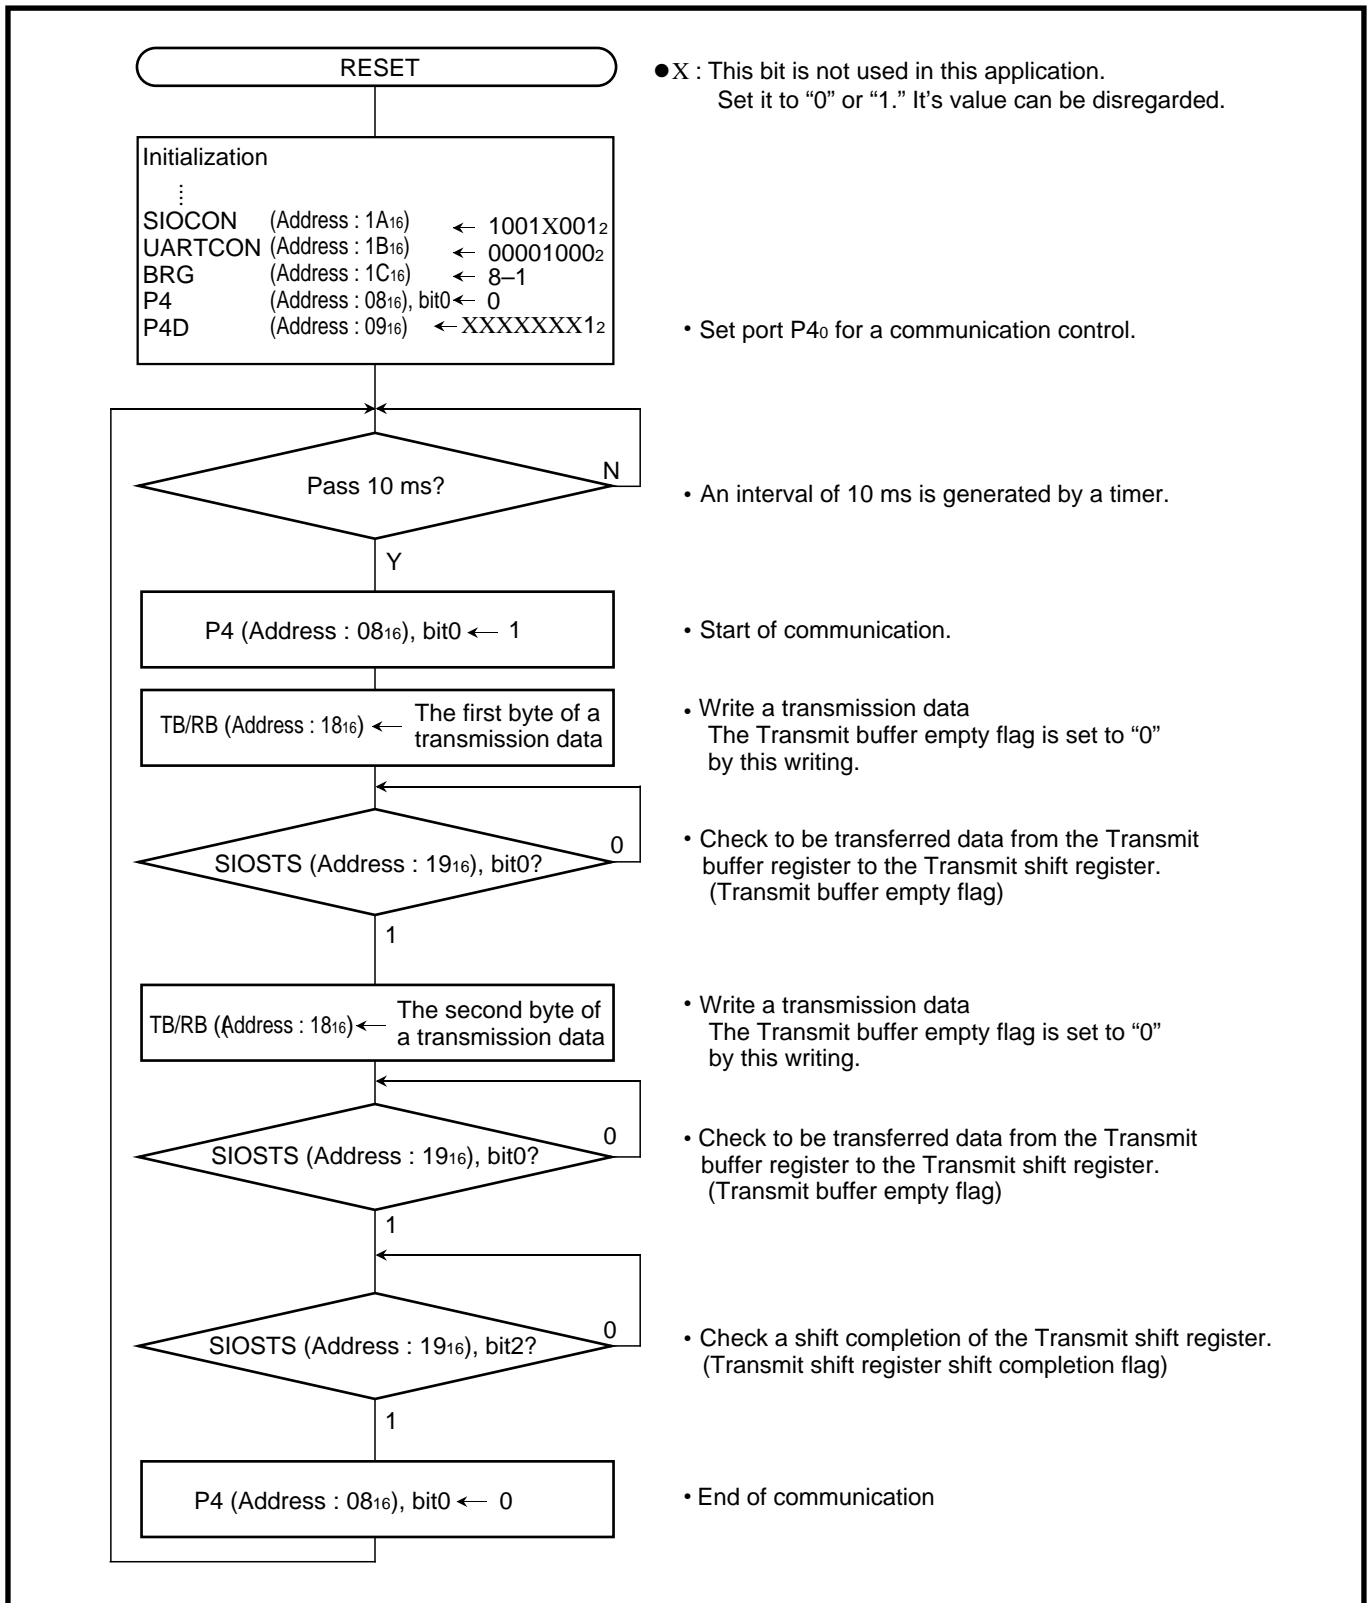 RESET
●X : This bit is not used in this application.
Set it to “0” or “1.” It’s value can be disregarded.
Initialization
⋮
SIOCON (Address : 1A16) ← 1001X0012
UARTCON (Address : 1B16) ← 000010002
BRG (Address : 1C16) ← 8–1
P4 (Address : 0816), bit0 ← 0
P4D (Address : 0916) ← XXXXXXX12
• Set port P40 for a communication control.
Pass 10 ms?
N
• An interval of 10 ms is generated by a timer.
Y
P4 (Address : 0816), bit0 ← 1
• Start of communication.
TB/RB (Address : 1816) ← The first byte of a
transmission data
• Write a transmission data
The Transmit buffer empty flag is set to “0”
by this writing.
SIOSTS (Address : 1916), bit0?
0
• Check to be transferred data from the Transmit
buffer register to the Transmit shift register.
(Transmit buffer empty flag)
1
TB/RB ((Address : 1816) ← The second byte of
a transmission data
• Write a transmission data
The Transmit buffer empty flag is set to “0”
by this writing.
SIOSTS (Address : 1916), bit0?
0
• Check to be transferred data from the Transmit
buffer register to the Transmit shift register.
(Transmit buffer empty flag)
1
SIOSTS (Address : 1916), bit2?
0
• Check a shift completion of the Transmit shift register.
(Transmit shift register shift completion flag)
1
P4 (Address : 0816), bit0 ← 0
• End of communication